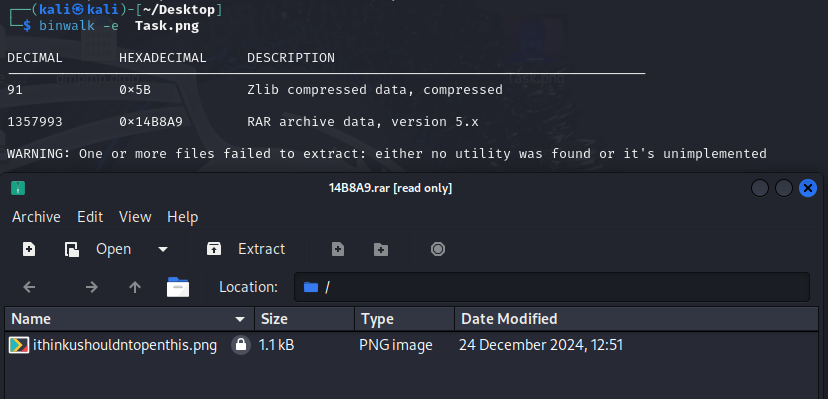 (kali㉿kali)-[~/Desktop]
$ binwalk -e Task.png
DECIMAL HEXADECIMAL DESCRIPTION
91 0×5B Zlib compressed data, compressed
1357993 0×14B8A9 RAR archive data, version 5.x
WARNING: One or more files failed to extract: either no utility was found or it's unimplemented
14B8A9.rar [read only]
Archive Edit View Help
Open Extract
Location: /
Name Size Type Date Modified
ithinkushouldntopenthis.png 1.1 kB PNG image 24 December 2024, 12:51